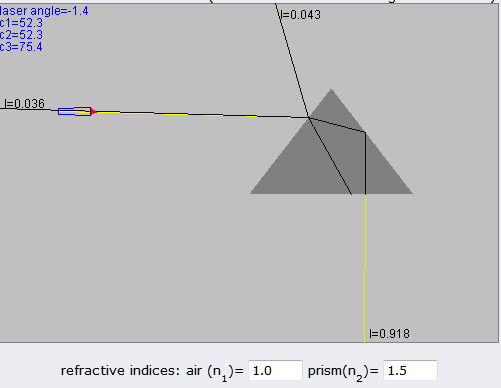 laser angle=-1.4
c1=52.3
c2=52.3
c3=75.4
I=0.043
I=0.036
I=0.918
refractive indices: air (n1)= 1.0 prism(n2)= 1.5